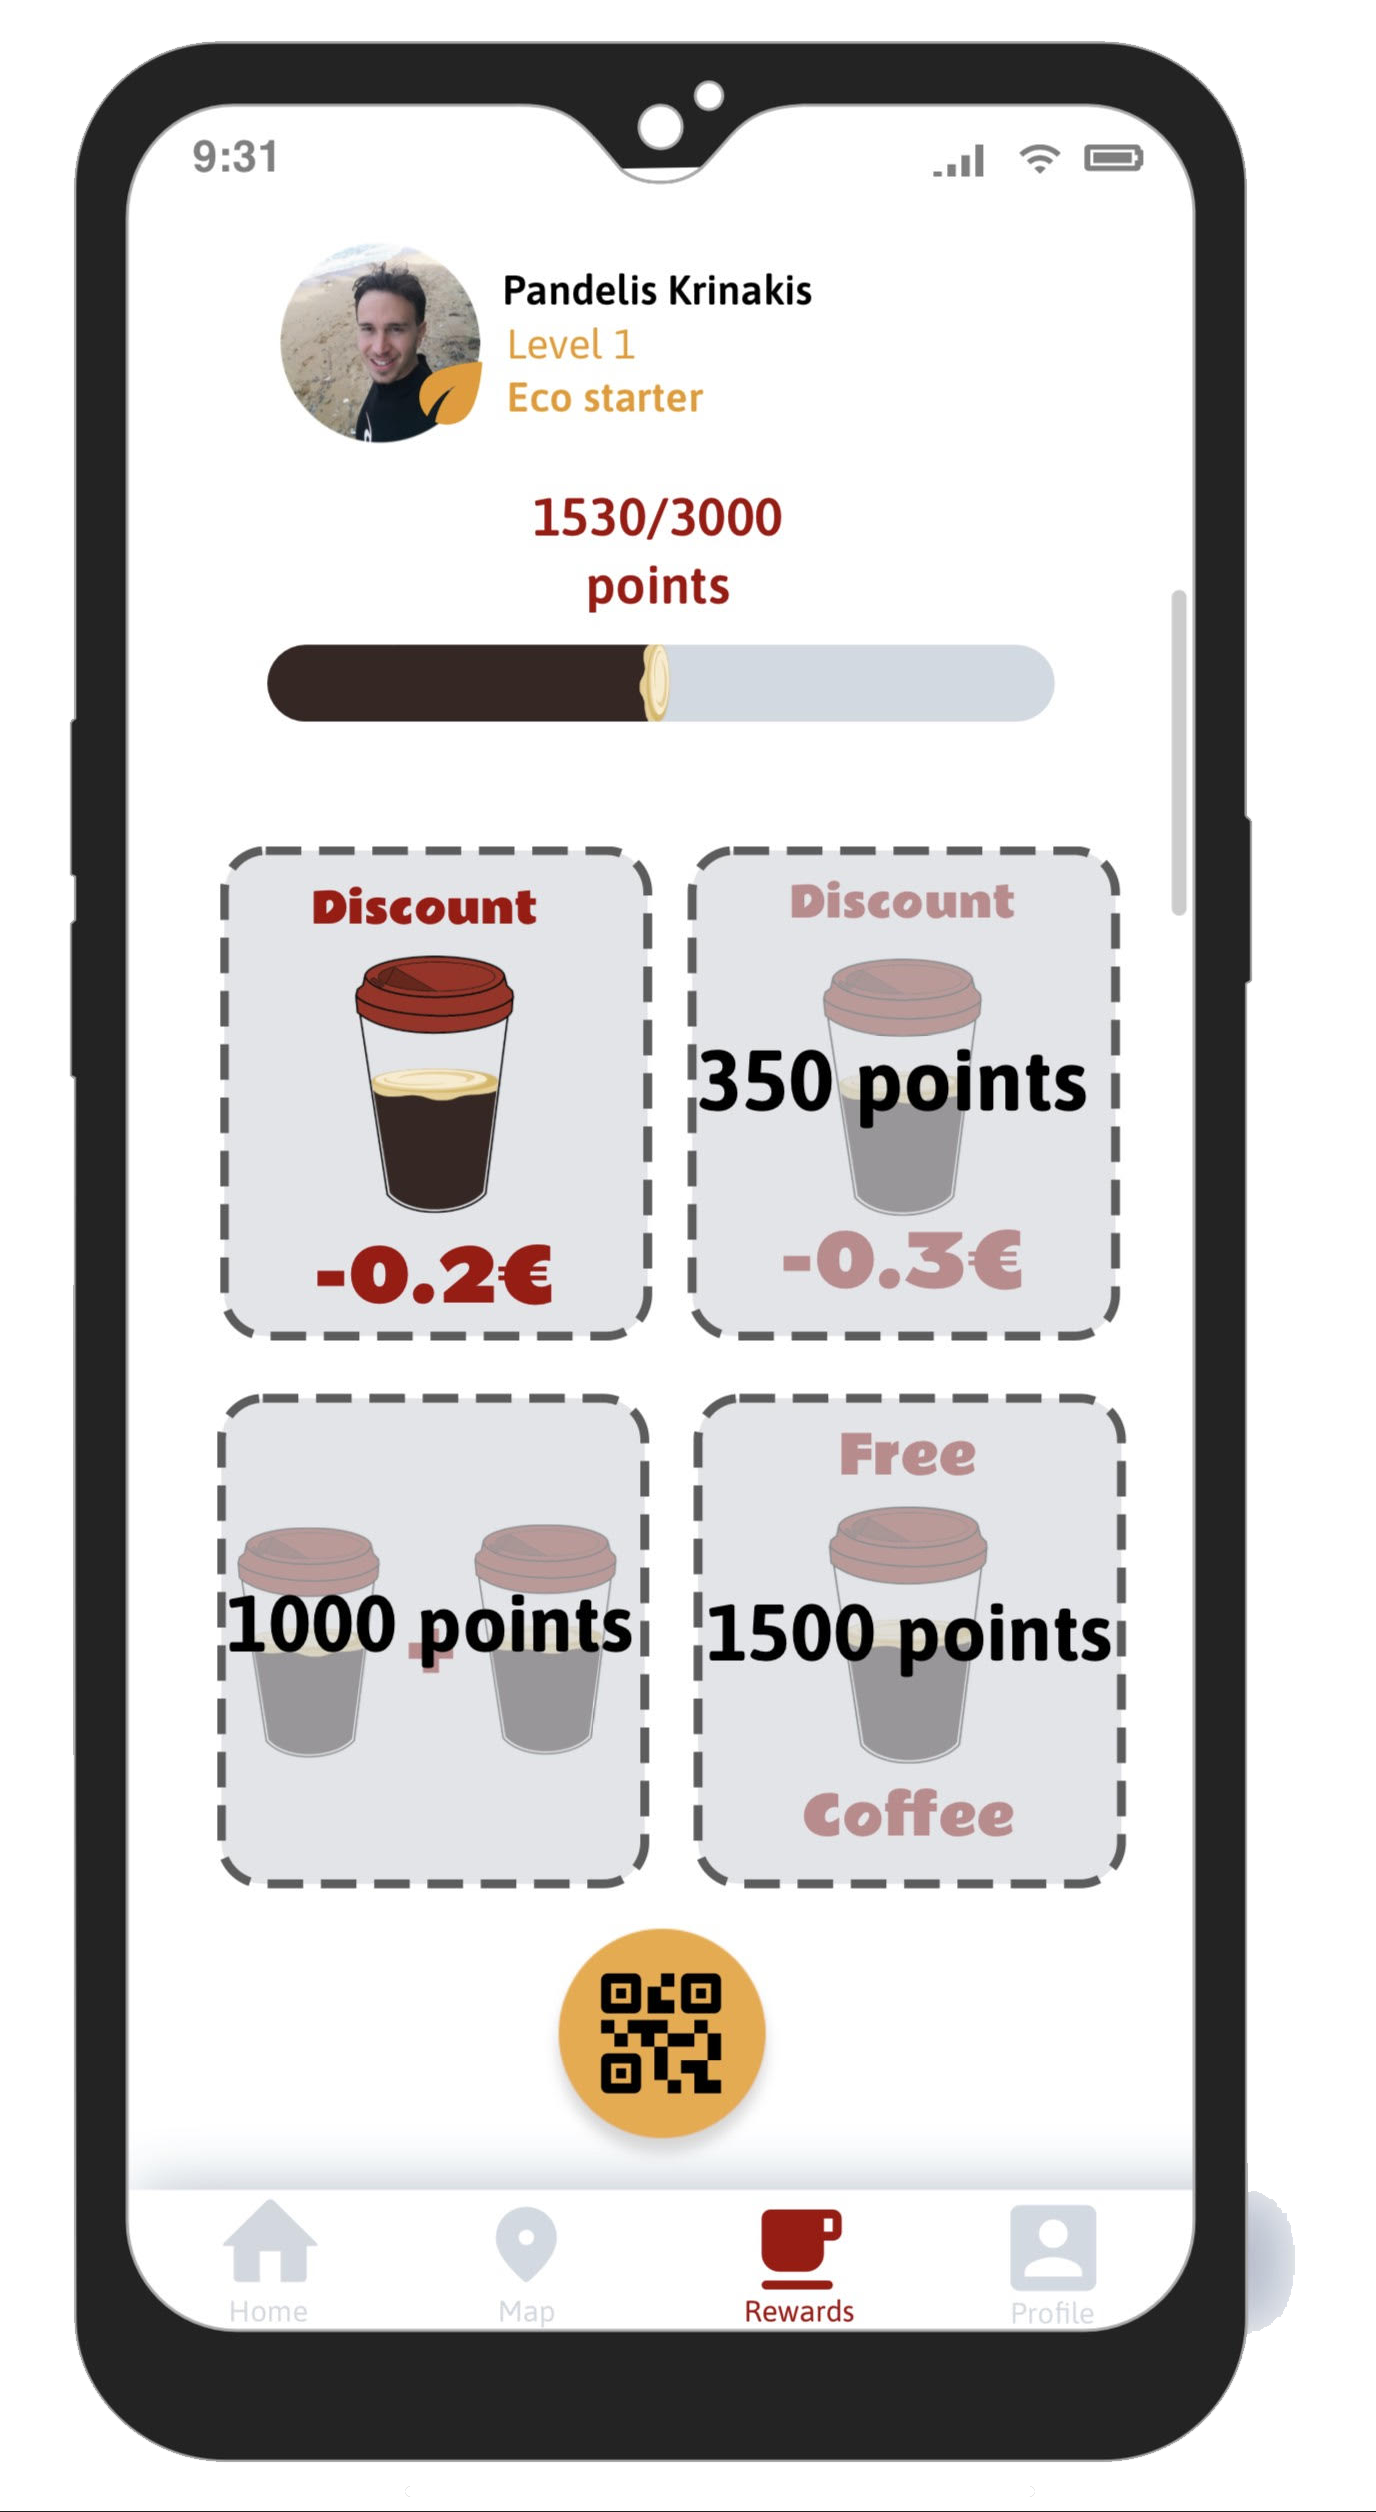 9:31
Pandelis Krinakis
Level 1
Eco starter
1530/3000
points
Discount
-0.2€
Discount
350 points
-0.3€
1000 points
+
Free
1500 points
Coffee
Home
Map
Rewards
Profile